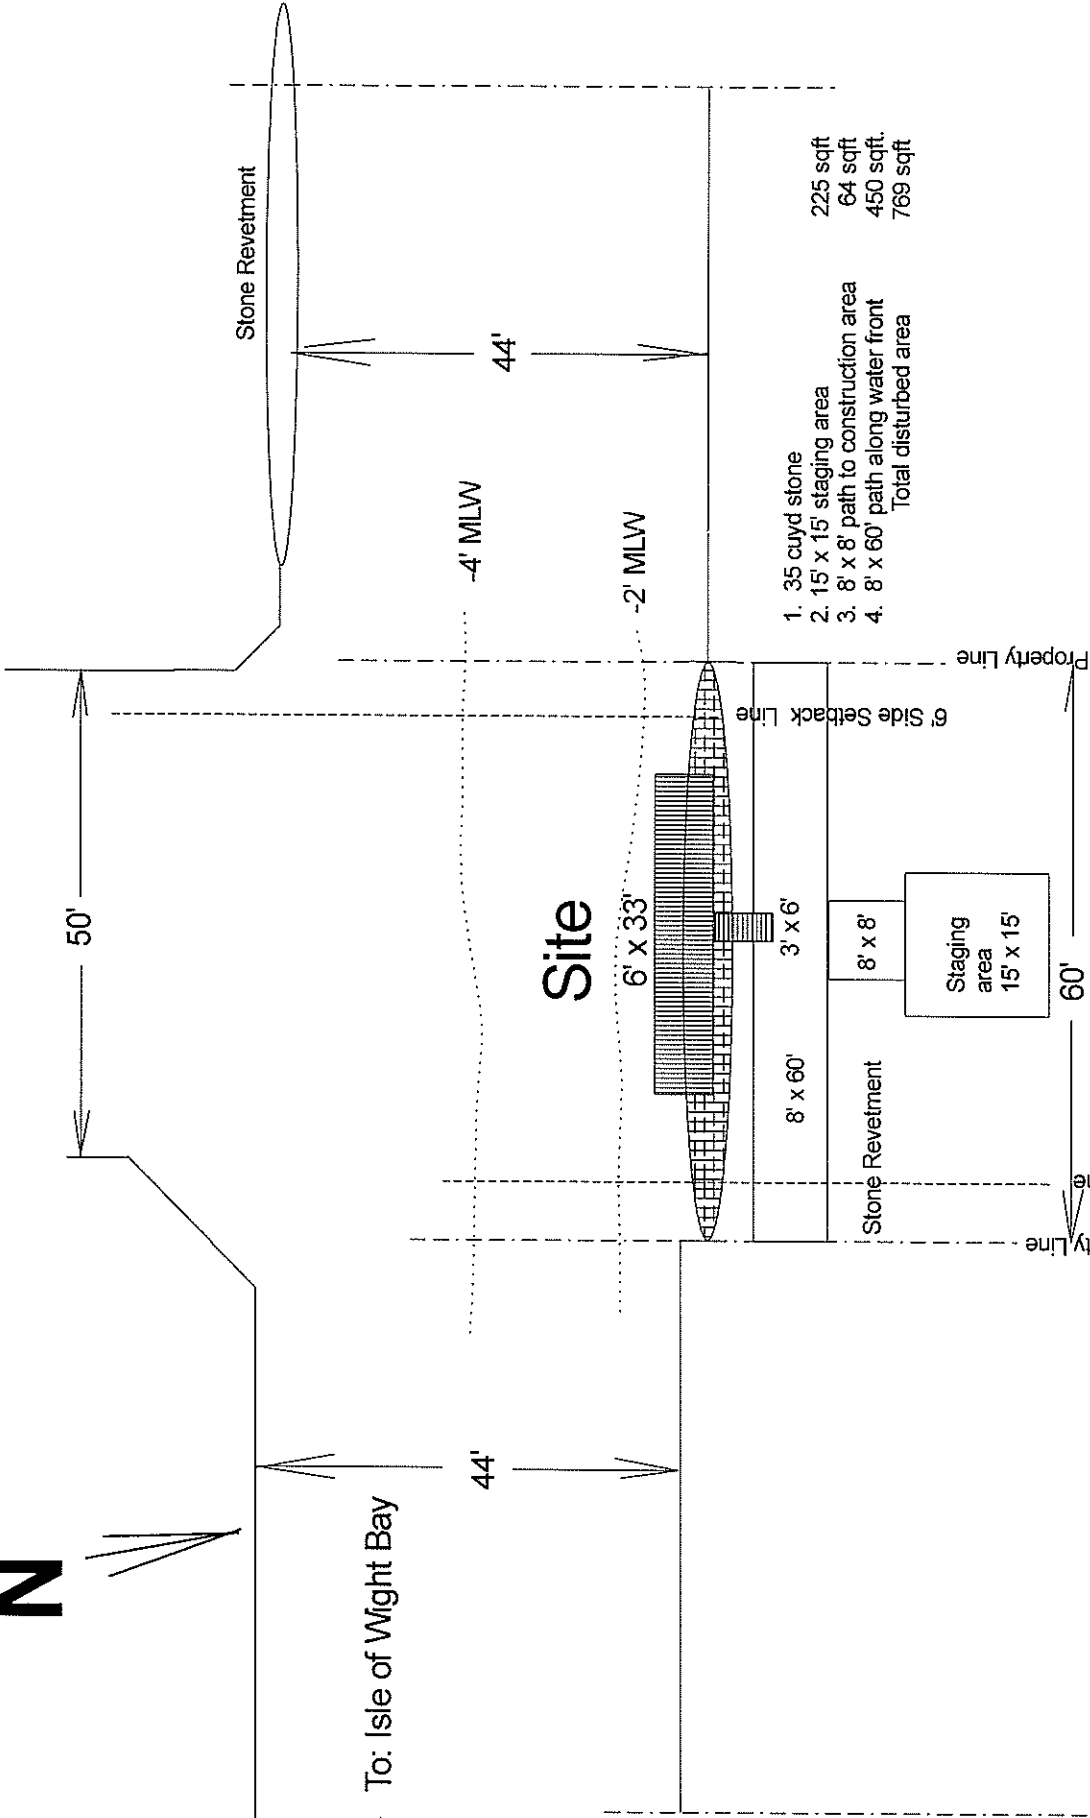 N
50'
Stone Revetment
44'
-4' MLW
-2' MLW
To: Isle of Wight Bay
44'
Site
6' x 33'
3' x 6'
8' x 60'
8' x 8'
Staging
area
15' x 15'
Stone Revetment
60'
6' Side Setback Line
Property Line
ty Line
1. 35 cuyd stone
2. 15' x 15' staging area 225 sqft
3. 8' x 8' path to construction area 64 sqft
4. 8' x 60' path along water front 450 sqft.
Total disturbed area 769 sqft